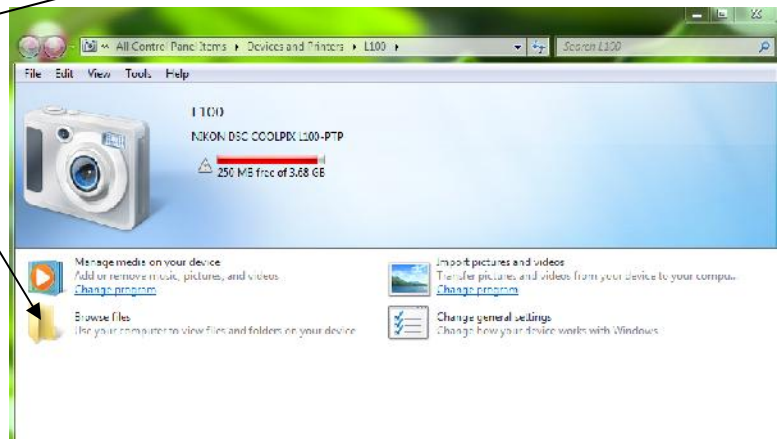 All Control Panel Items ▸ Devices and Printers ▸ L100 ▸
Search L100
File Edit View Tools Help
L100
NIKON DSC COOLPIX L100-PTP
250 MB free of 3.68 GB
Manage media on your device
Add or remove music, pictures, and videos
Change program
Import pictures and videos
Transfer pictures and videos from your device to your compu...
Change program
Browse files
Use your computer to view files and folders on your device
Change general settings
Change how your device works with Windows